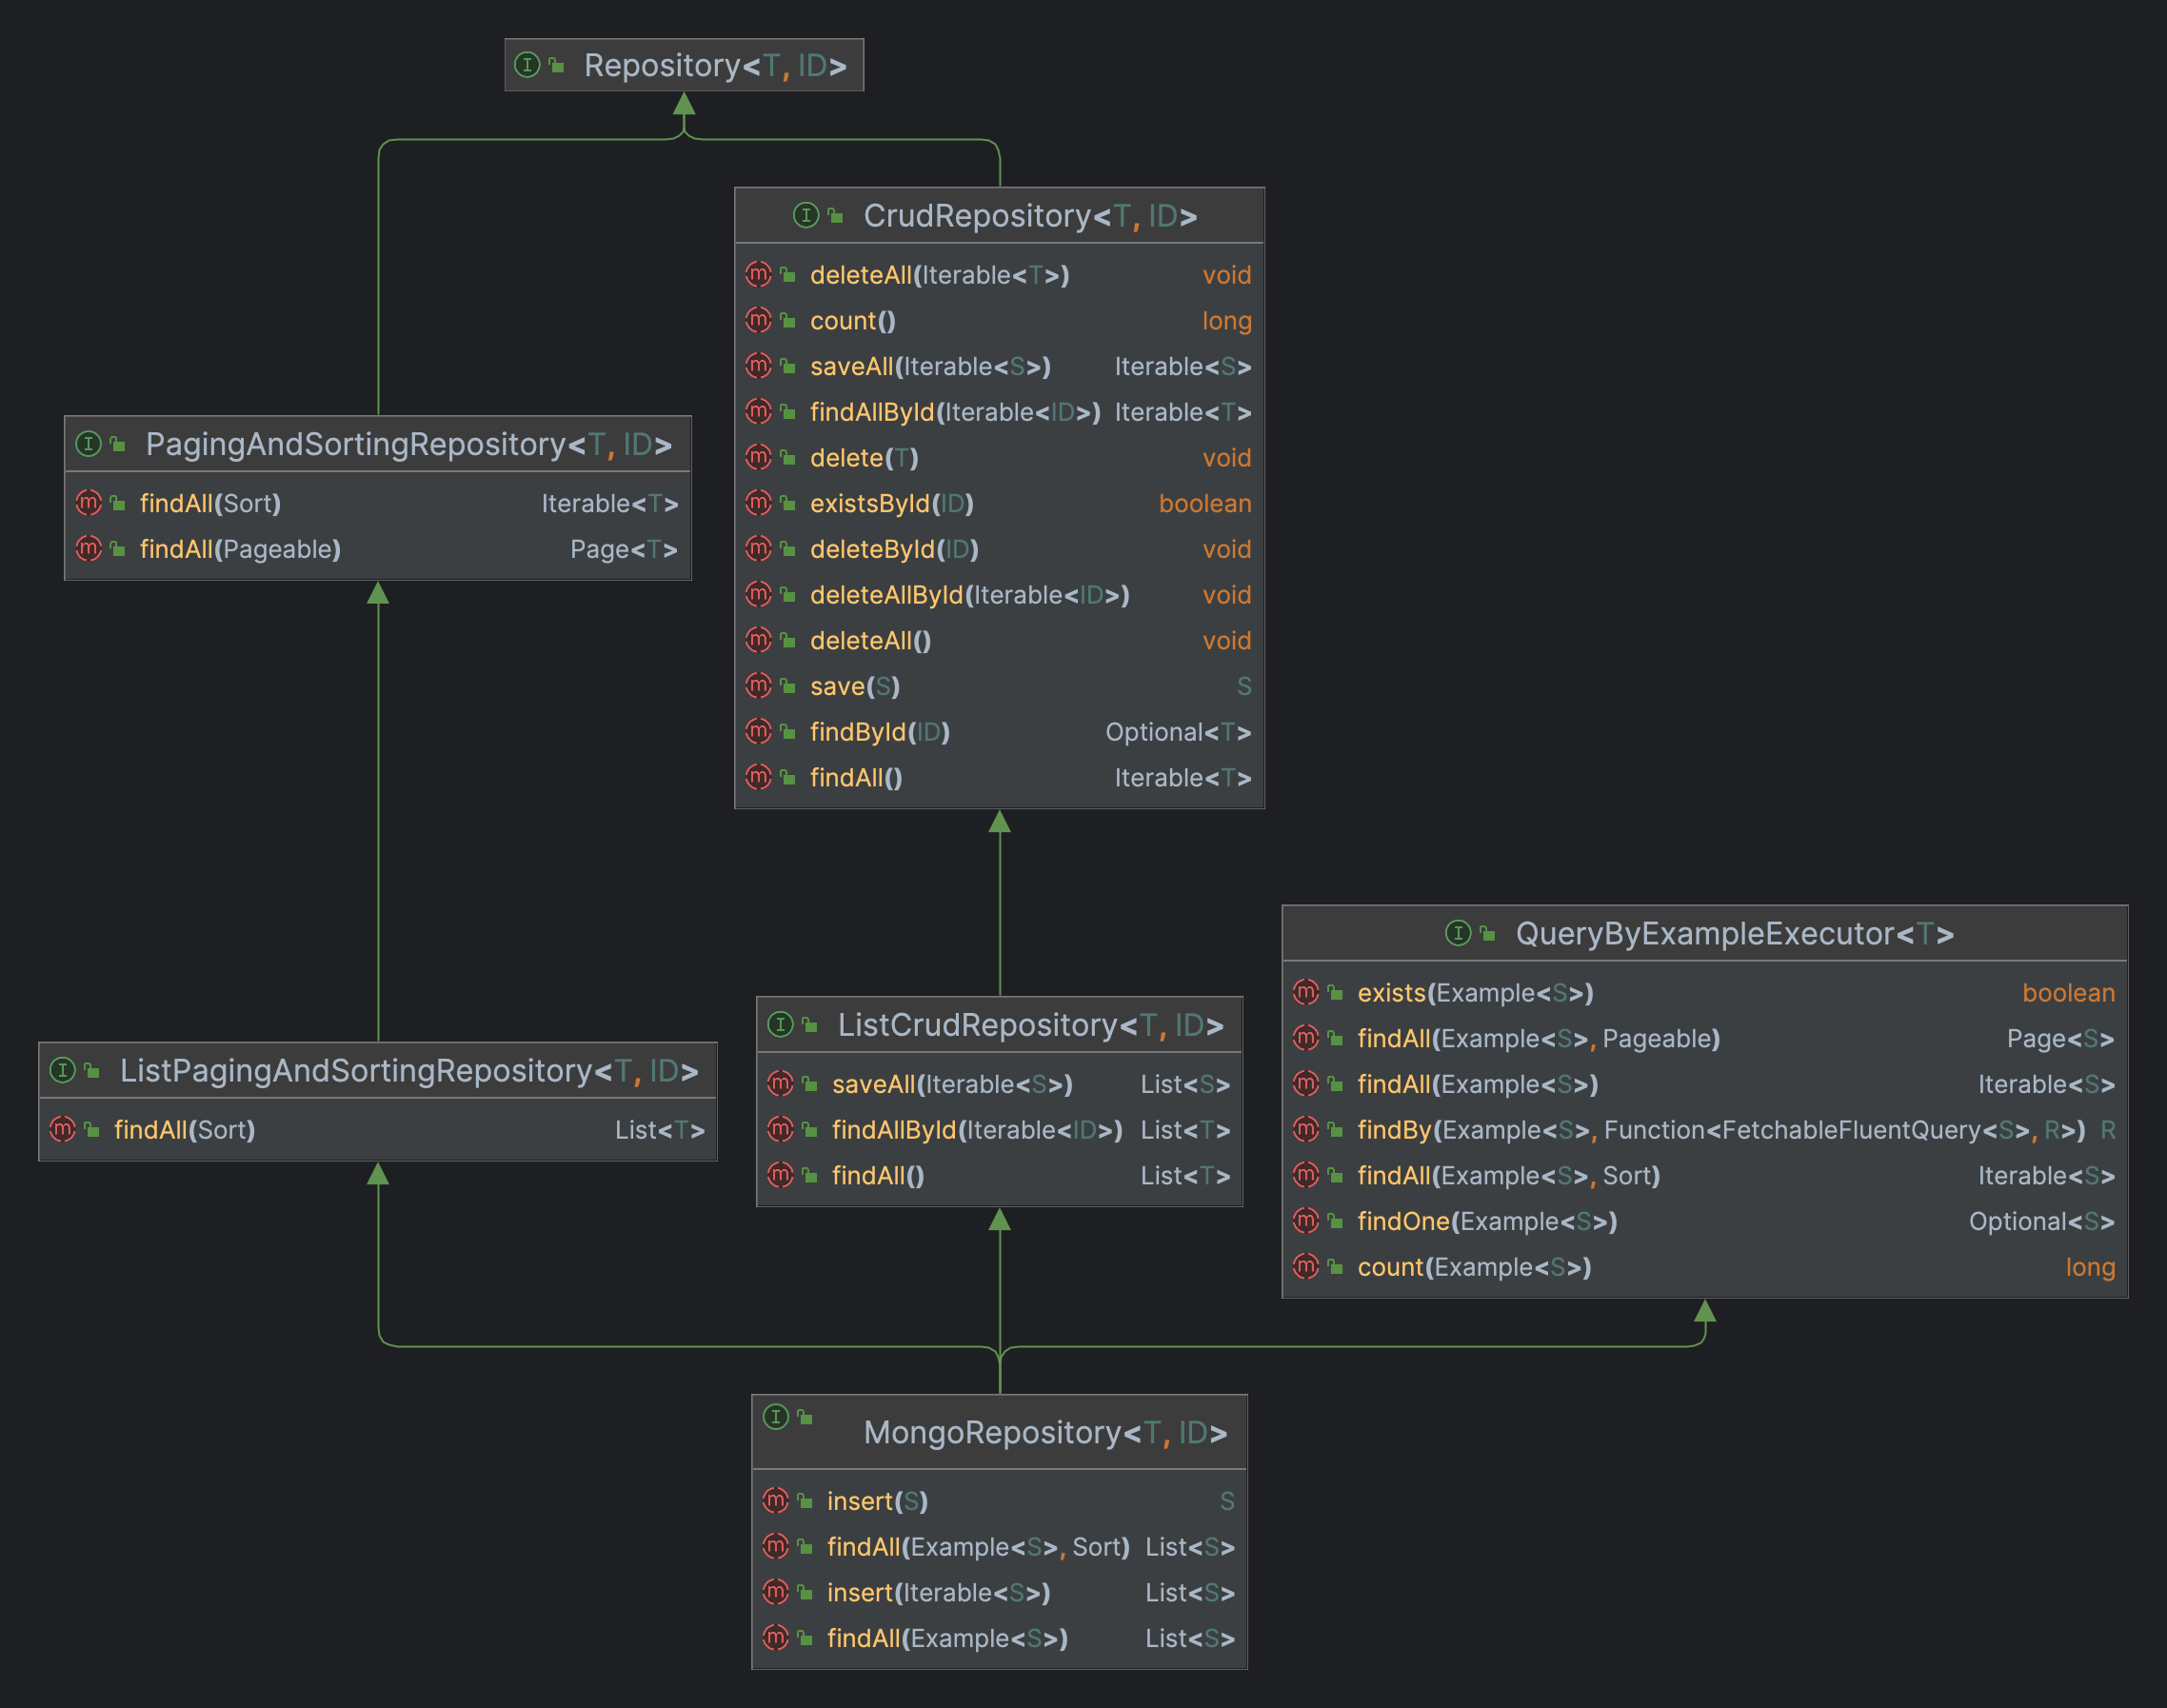 Repository<T, ID>
CrudRepository<T, ID>
deleteAll(Iterable<T>) void
count() long
saveAll(Iterable<S>) Iterable<S>
findAllById(Iterable<ID>) Iterable<T>
delete(T) void
existsById(ID) boolean
deleteById(ID) void
deleteAllById(Iterable<ID>) void
deleteAll() void
save(S) S
findById(ID) Optional<T>
findAll() Iterable<T>
PagingAndSortingRepository<T, ID>
findAll(Sort) Iterable<T>
findAll(Pageable) Page<T>
QueryByExampleExecutor<T>
exists(Example<S>) boolean
findAll(Example<S>, Pageable) Page<S>
findAll(Example<S>) Iterable<S>
findBy(Example<S>, Function<FetchableFluentQuery<S>, R>) R
findAll(Example<S>, Sort) Iterable<S>
findOne(Example<S>) Optional<S>
count(Example<S>) long
ListCrudRepository<T, ID>
saveAll(Iterable<S>) List<S>
findAllById(Iterable<ID>) List<T>
findAll() List<T>
ListPagingAndSortingRepository<T, ID>
findAll(Sort) List<T>
MongoRepository<T, ID>
insert(S) S
findAll(Example<S>, Sort) List<S>
insert(Iterable<S>) List<S>
findAll(Example<S>) List<S>